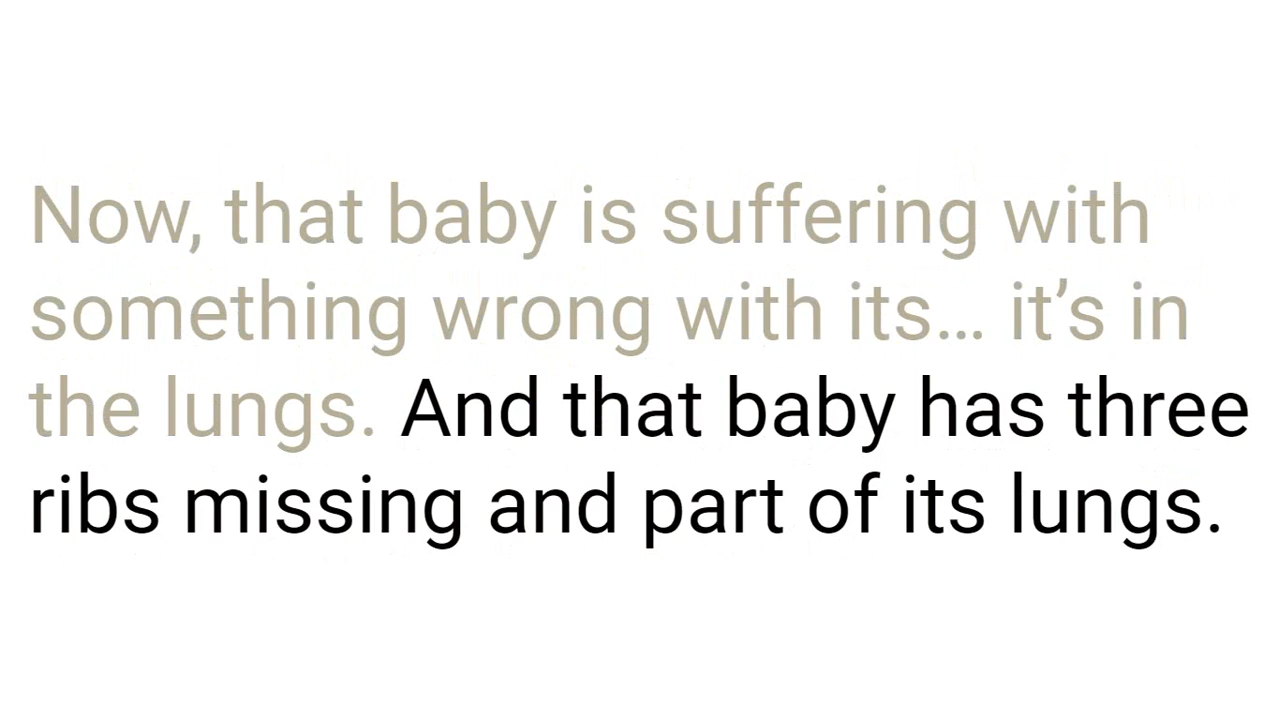 Now, that baby is suffering with
something wrong with its… it’s in
the lungs. And that baby has three
ribs missing and part of its lungs.